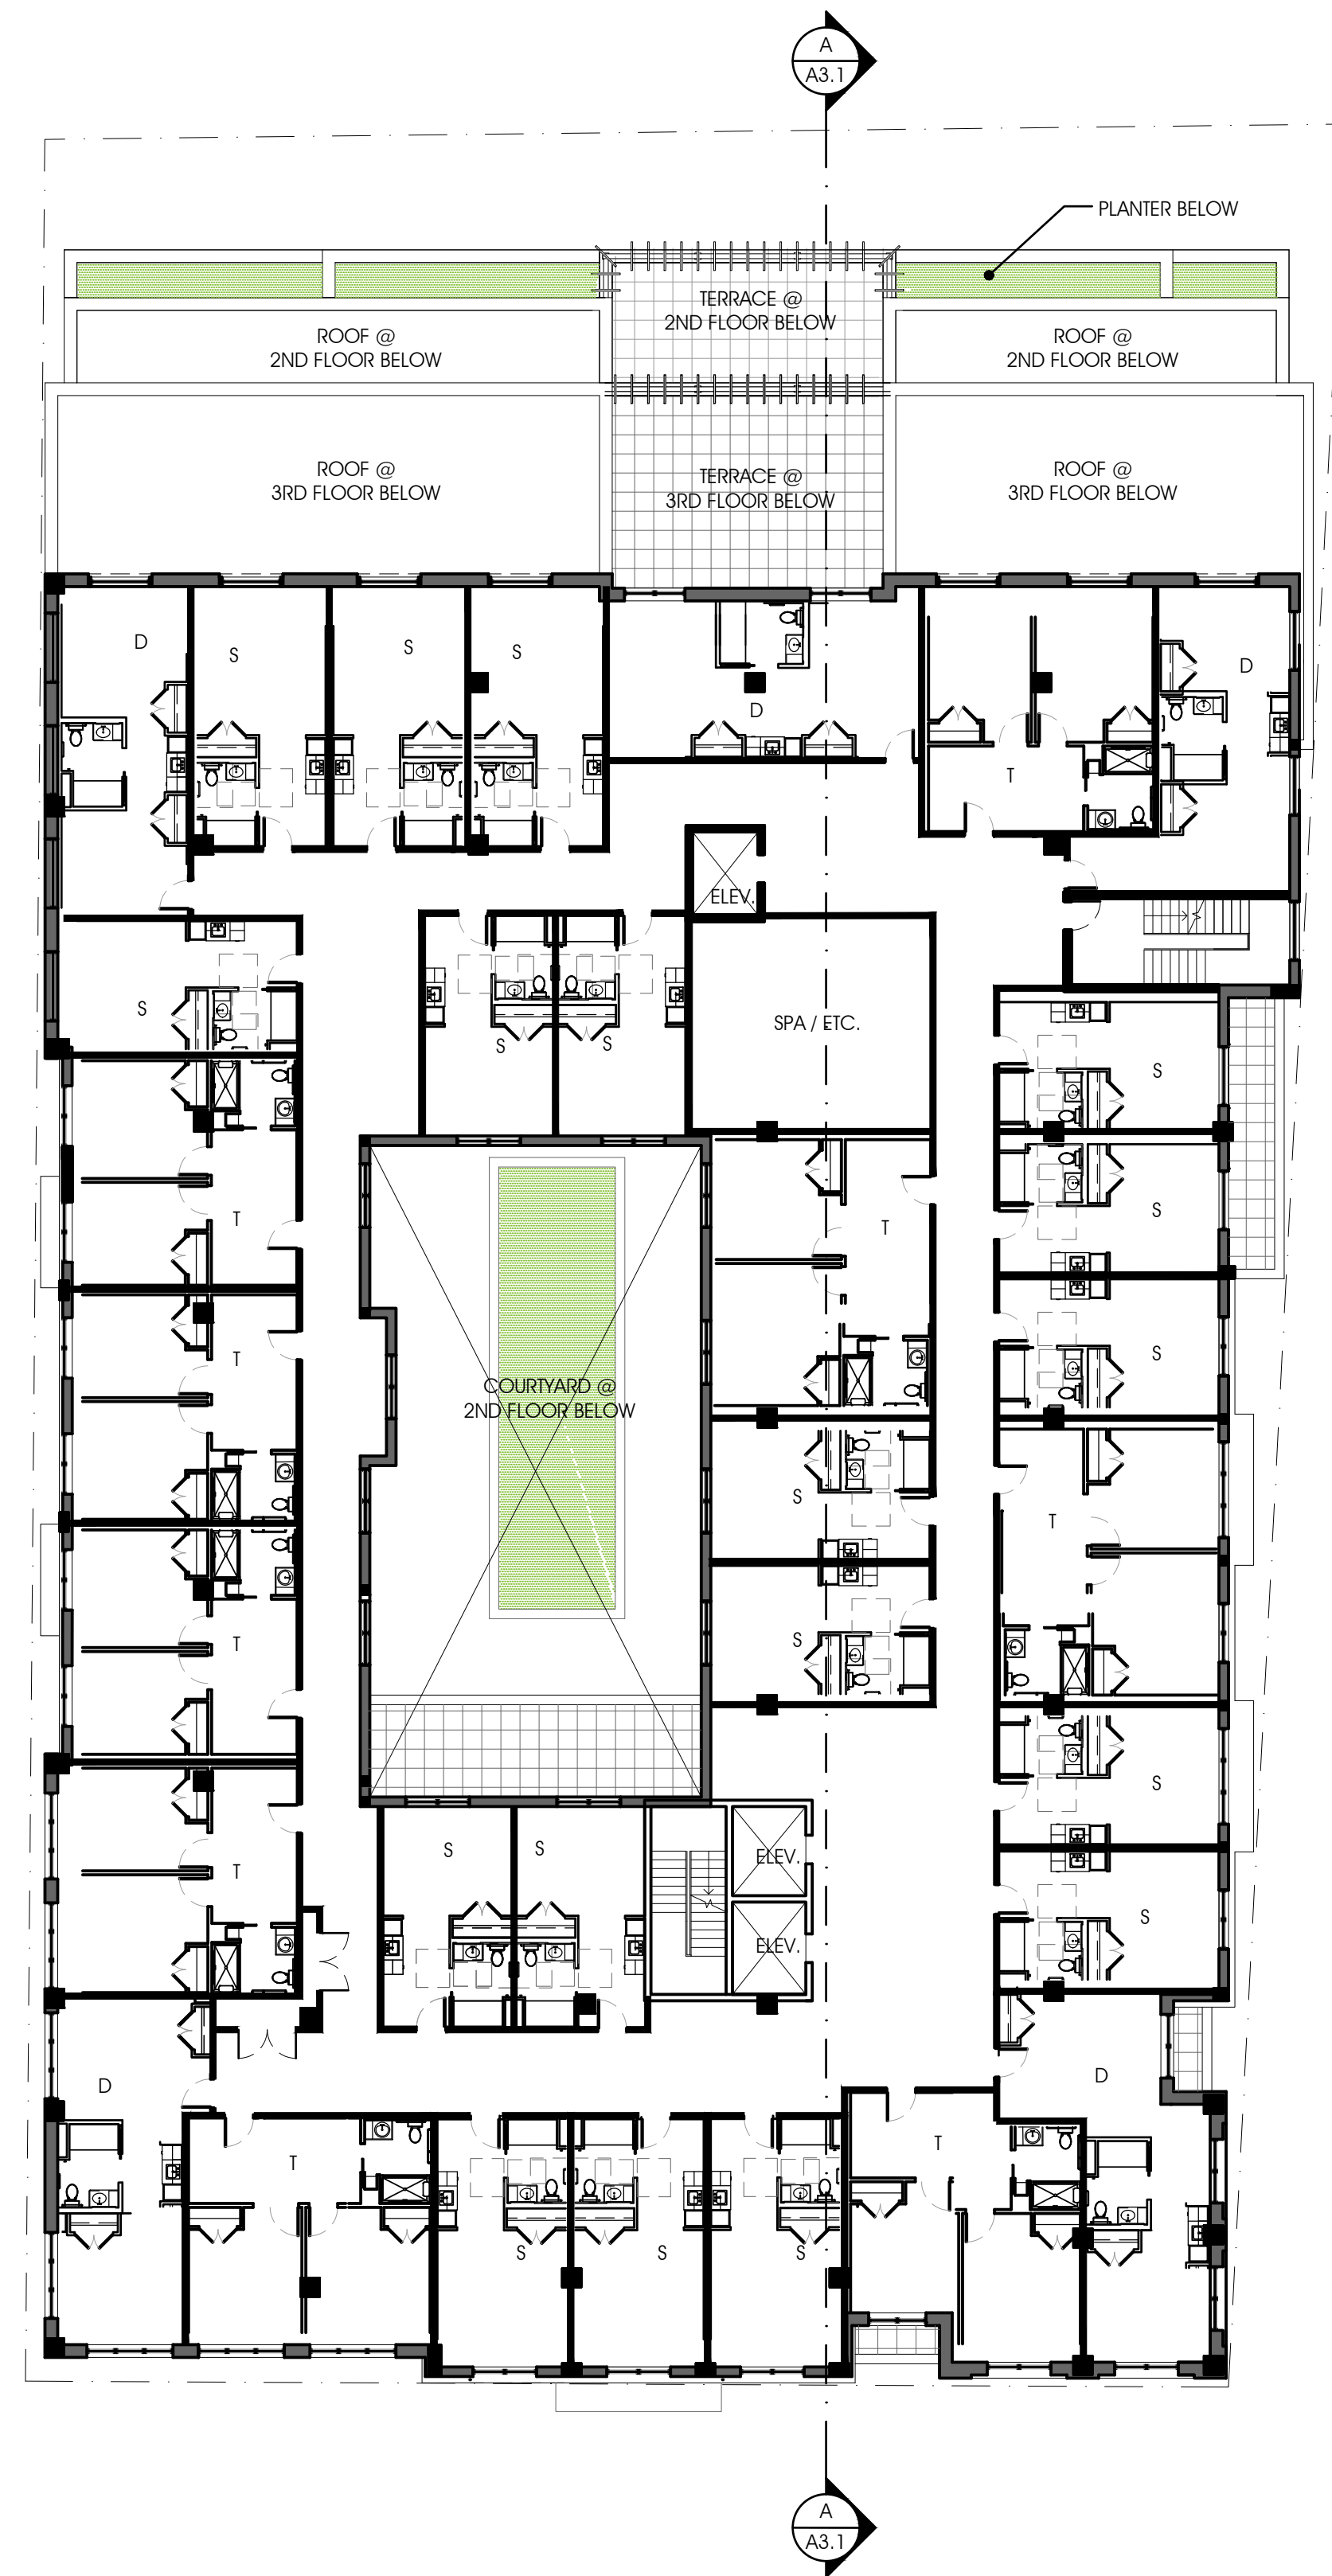 A
A3.1
PLANTER BELOW
TERRACE @
2ND FLOOR BELOW
ROOF @
2ND FLOOR BELOW
ROOF @
2ND FLOOR BELOW
ROOF @
3RD FLOOR BELOW
TERRACE @
3RD FLOOR BELOW
ROOF @
3RD FLOOR BELOW
D
S
S
S
D
T
D
ELEV.
S
S
S
SPA / ETC.
S
T
S
T
T
S
T
COURTYARD @
2ND FLOOR BELOW
S
T
T
S
S
T
S
S
S
ELEV.
S
ELEV.
D
D
T
T
S
S
S
A
A3.1